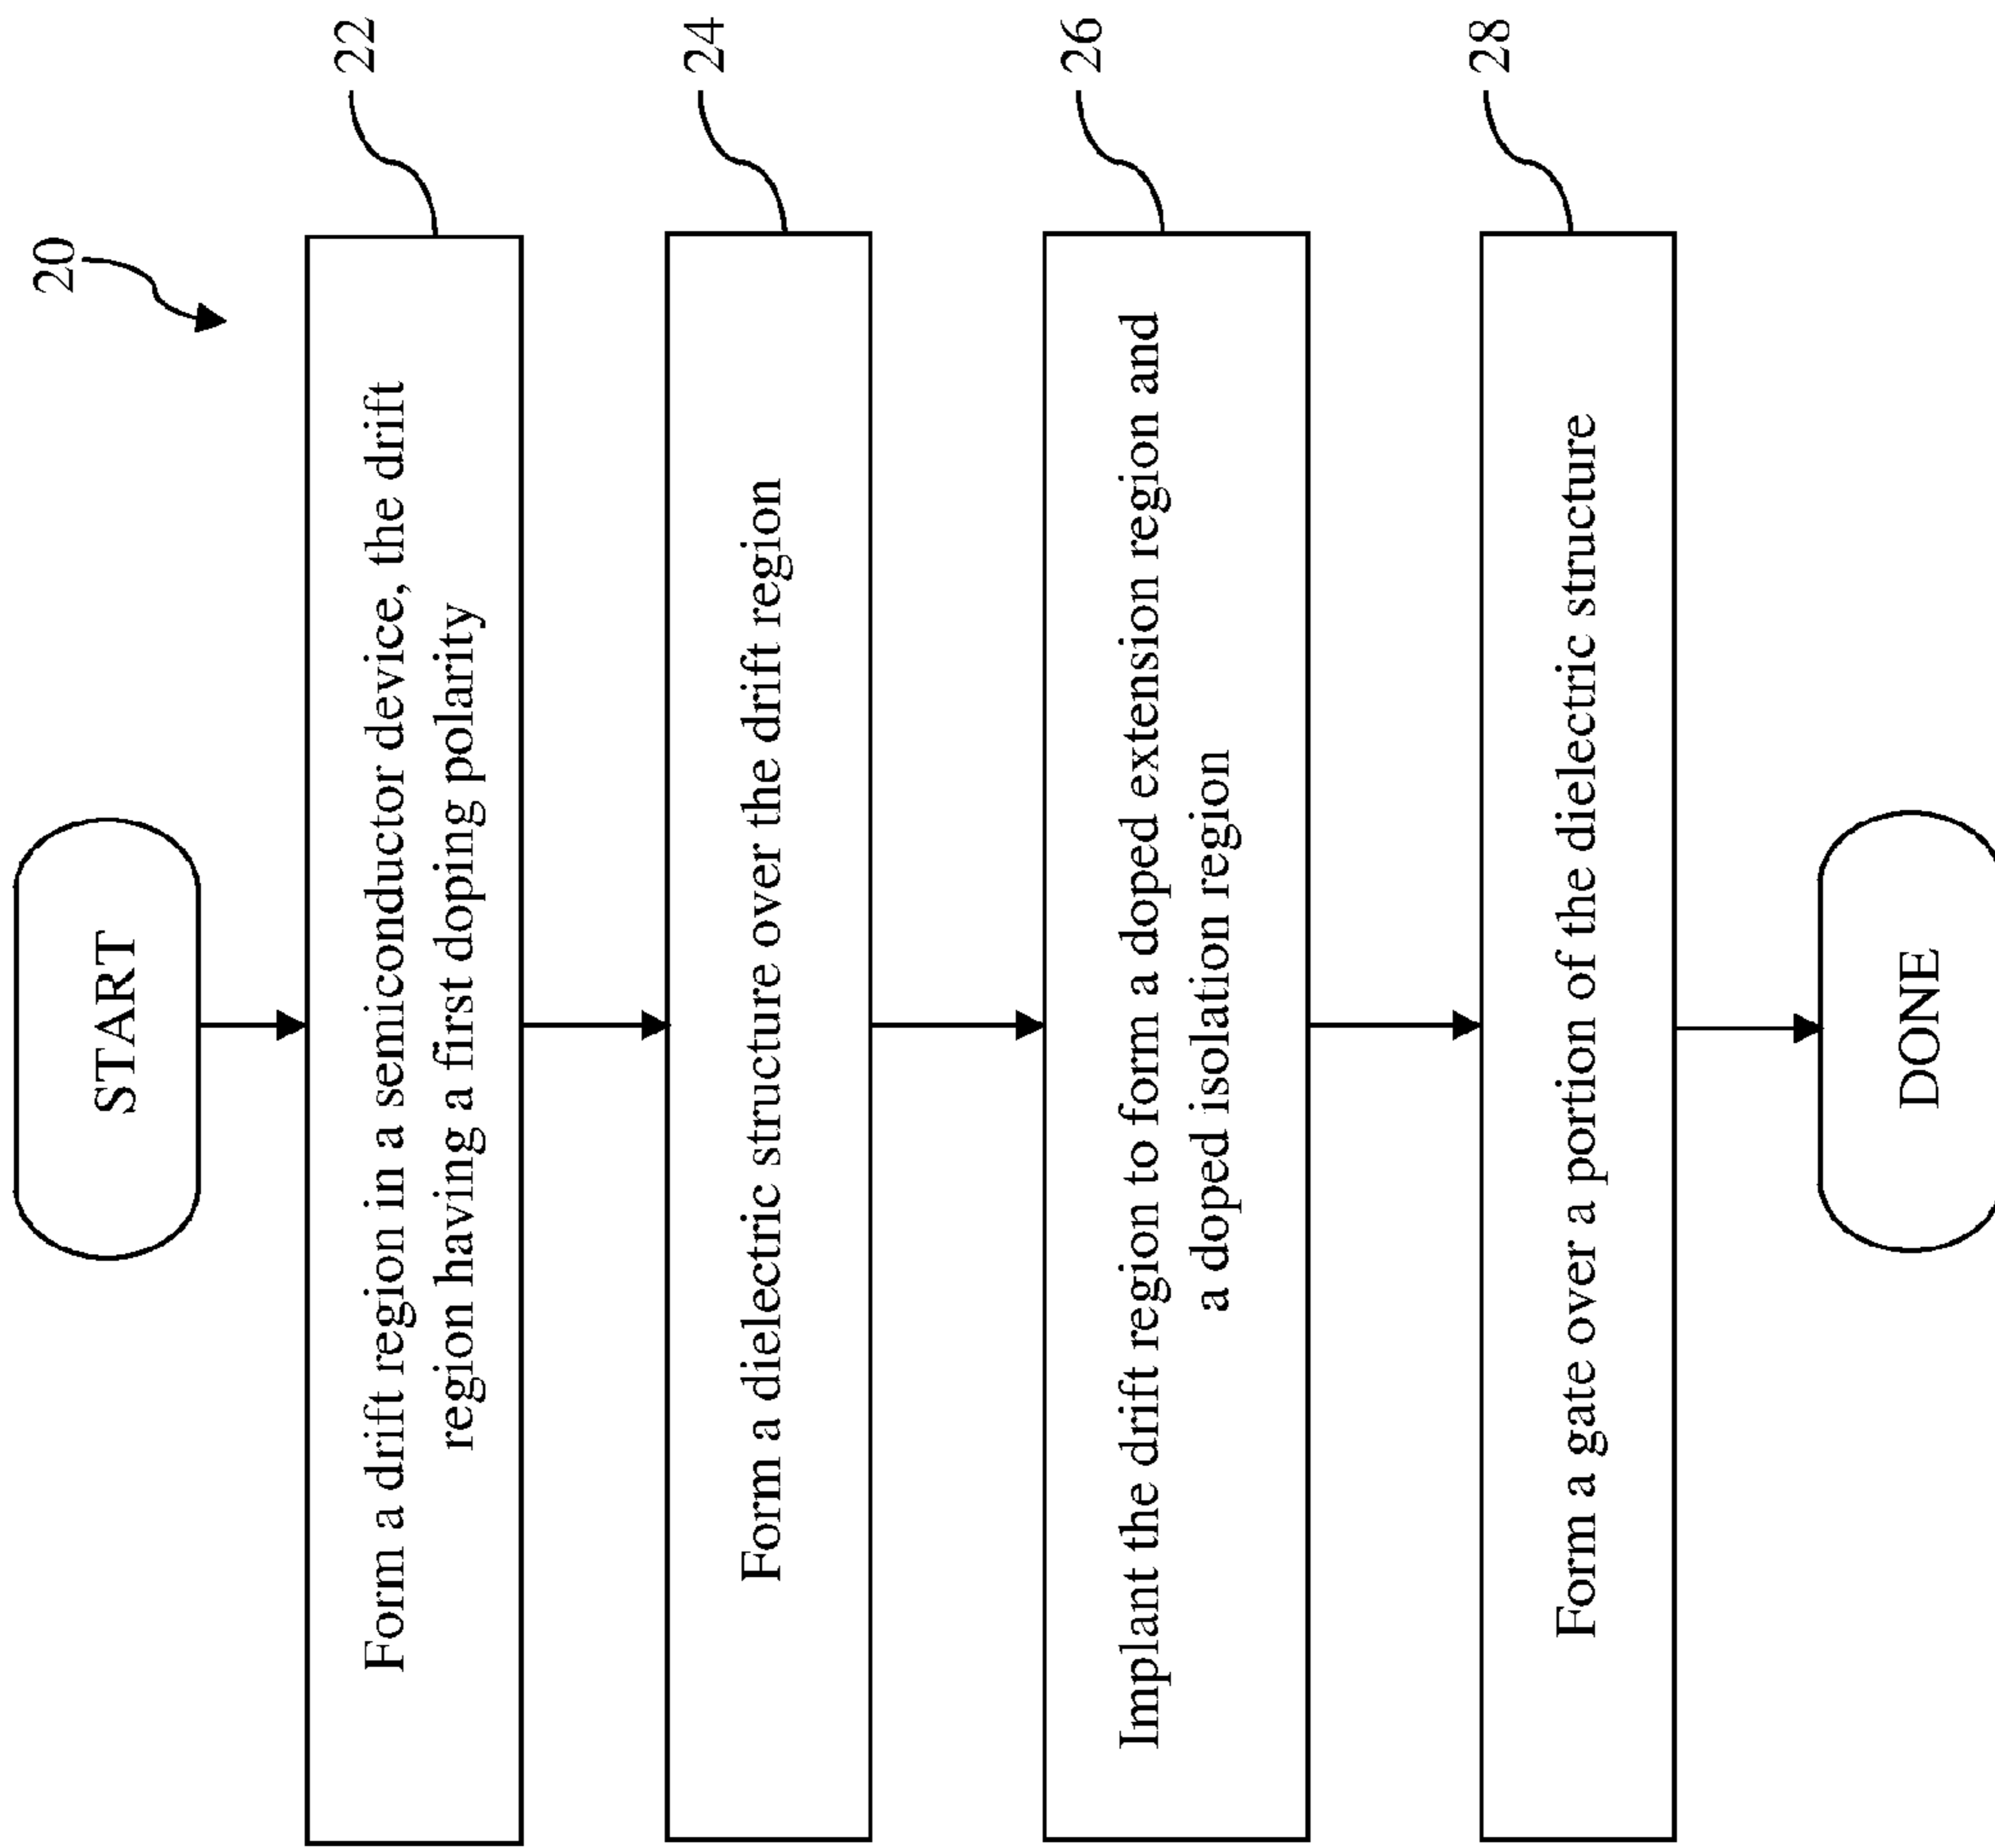 20
START
22
Form a drift region in a semiconductor device, the drift
region having a first doping polarity
24
Form a dielectric structure over the drift region
26
Implant the drift region to form a doped extension region and
a doped isolation region
28
Form a gate over a portion of the dielectric structure
DONE